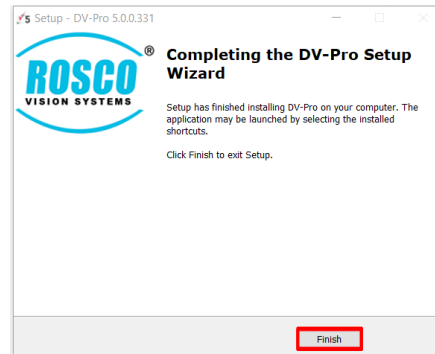 5 Setup - DV-Pro 5.0.0.331
ROSCO®
VISION SYSTEMS
Completing the DV-Pro Setup
Wizard
Setup has finished installing DV-Pro on your computer. The
application may be launched by selecting the installed
shortcuts.
Click Finish to exit Setup.
Finish